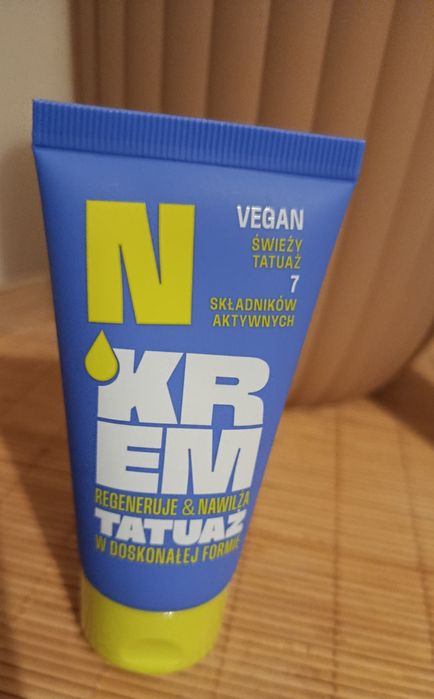 N
VEGAN
ŚWIEŻY
TATUAŻ
7
SKŁADNIKÓW
AKTYWNYCH
KR
EM
REGENERUJE & NAWILŻA
TATUAŻ
W DOSKONAŁEJ FORMIE